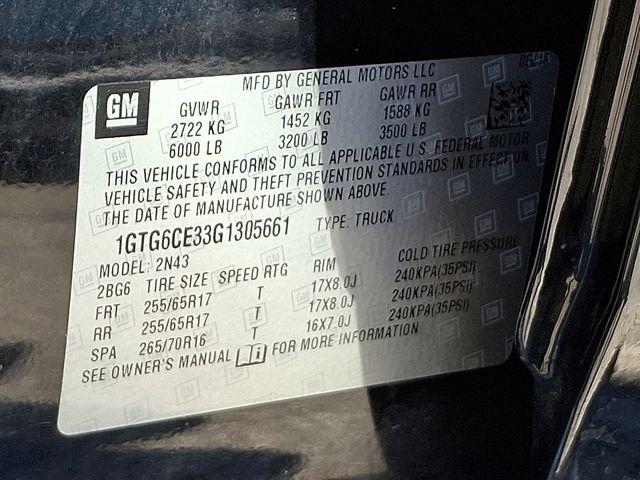 MFD BY GENERAL MOTORS LLC
GM
GVWR GAWR FRT GAWR RR
2722 KG 1452 KG 1588 KG
6000 LB 3200 LB 3500 LB
THIS VEHICLE CONFORMS TO ALL APPLICABLE U.S. FEDERAL MOTOR
VEHICLE SAFETY AND THEFT PREVENTION STANDARDS IN EFFECT ON
THE DATE OF MANUFACTURE SHOWN ABOVE.
1GTG6CE33G1305661 TYPE: TRUCK
MODEL: 2N43
2BG6 TIRE SIZE SPEED RTG RIM COLD TIRE PRESSURE
FRT 255/65R17 T 17X8.0J 240KPA(35PSI)
RR 255/65R17 T 17X8.0J 240KPA(35PSI)
SPA 265/70R16 T 16X7.0J 240KPA(35PSI)
SEE OWNER'S MANUAL FOR MORE INFORMATION